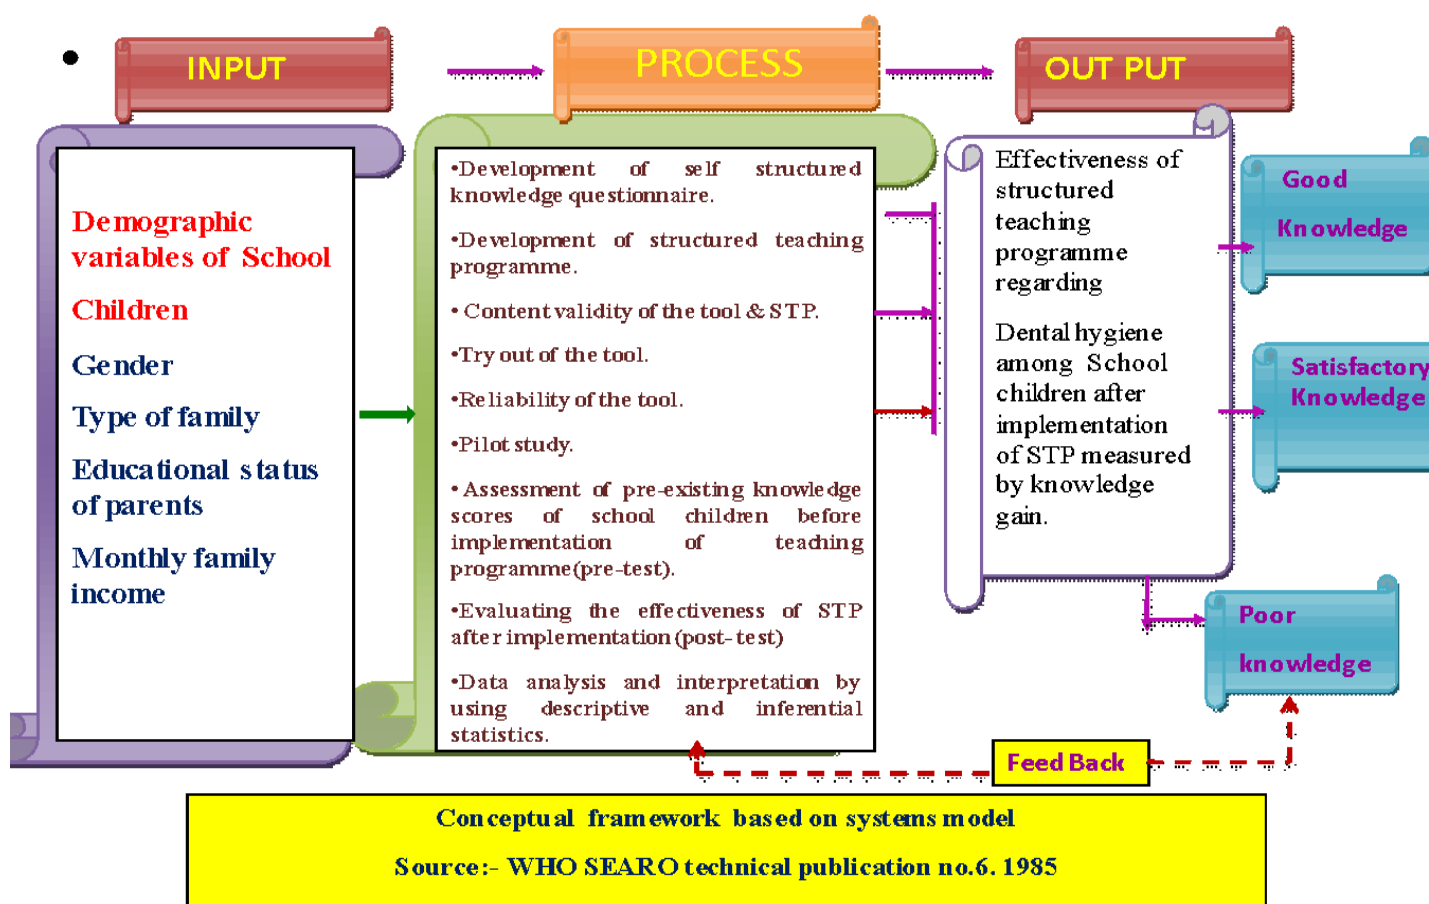 INPUT
PROCESS
OUT PUT
Demographic
variables of School
Children
Gender
Type of family
Educational status
of parents
Monthly family
income
•Development of self structured
knowledge questionnaire.
•Development of structured teaching
programme.
• Content validity of the tool & STP.
•Try out of the tool.
•Reliability of the tool.
•Pilot study.
• Assessment of pre-existing knowledge
scores of school children before
implementation of teaching
programme(pre-test).
•Evaluating the effectiveness of STP
after implementation(post-test)
•Data analysis and interpretation by
using descriptive and inferential
statistics.
Effectiveness of
structured
teaching
programme
regarding
Dental hygiene
among School
children after
implementation
of STP measured
by knowledge
gain.
Good
Knowledge
Satisfactory
Knowledge
Poor
knowledge
Feed Back
Conceptual framework based on systems model
Source:- WHO SEARO technical publication no.6. 1985